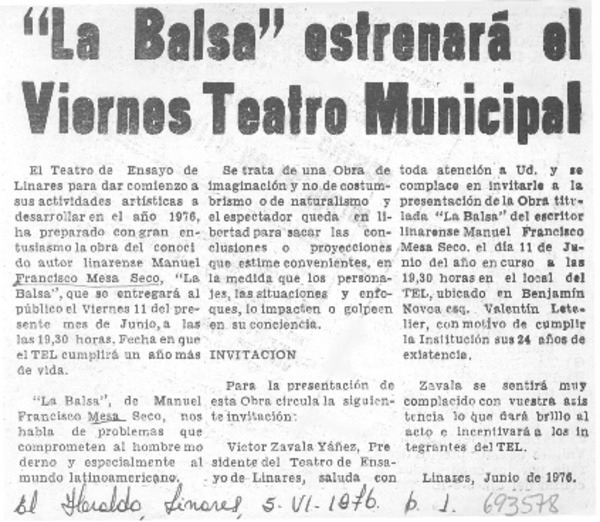 “La Balsa” estrenará el
Viernes Teatro Municipal
El Teatro de Ensayo de
Linares para dar comienzo a
sus actividades artísticas a
desarrollar en el año 1976,
ha preparado con gran en-
tusiasmo la obra del conoci
do autor linarense Manuel
Francisco Mesa Seco, “La
Balsa”, que se entregará al
público el Viernes 11 del pre-
sente mes de Junio, a las
las 19,30 horas. Fecha en que
el TEL cumplirá un año más
de vida.
“La Balsa”, de Manuel
Francisco Mesa Seco, nos
habla de problemas que
comprometen al hombre mo
derno y especialmente al
mundo latinoamericano.
Se trata de una Obra de
imaginación y no de costum-
brismo o de naturalismo y
el espectador queda en li-
bertad para sacar las con-
clusiones o proyecciones
que estime convenientes, en
la medida que los persona-
jes, las situaciones y enfo-
ques, lo impacten o golpeen
en su conciencia.
INVITACION
Para la presentación de
esta Obra circula la siguien-
te invitación:
Victor Zavala Yáñez, Pre-
sidente del Teatro de Ensa-
yo de Linares, saluda con
toda atención a Ud. y se
complace en invitarle a la
presentación de la Obra titu-
lada “La Balsa” del escritor
linarense Manuel Francisco
Mesa Seco. el día 11 de Ju-
nio del año en curso a las
19,30 horas en el local del
TEL, ubicado en Benjamín
Novoa esq. Valentín Lete-
lier, con motivo de cumplir
la Institución sus 24 años de
existencia.
Zavala se sentirá muy
complacido con vuestra asis
tencia lo que dará brillo al
acto e incentivará a los in
tegrantes del TEL.
Linares, Junio de 1976.
El Heraldo, Linares, 5-VI-1976 p. 1. 693578